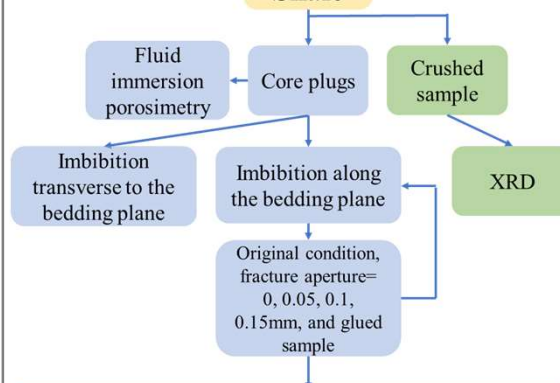 Fluid
immersion
porosimetry
Core plugs
Crushed
sample
Imbibition
transverse to the
bedding plane
Imbibition along
the bedding plane
XRD
Original condition,
fracture aperture=
0, 0.05, 0.1,
0.15mm, and glued
sample